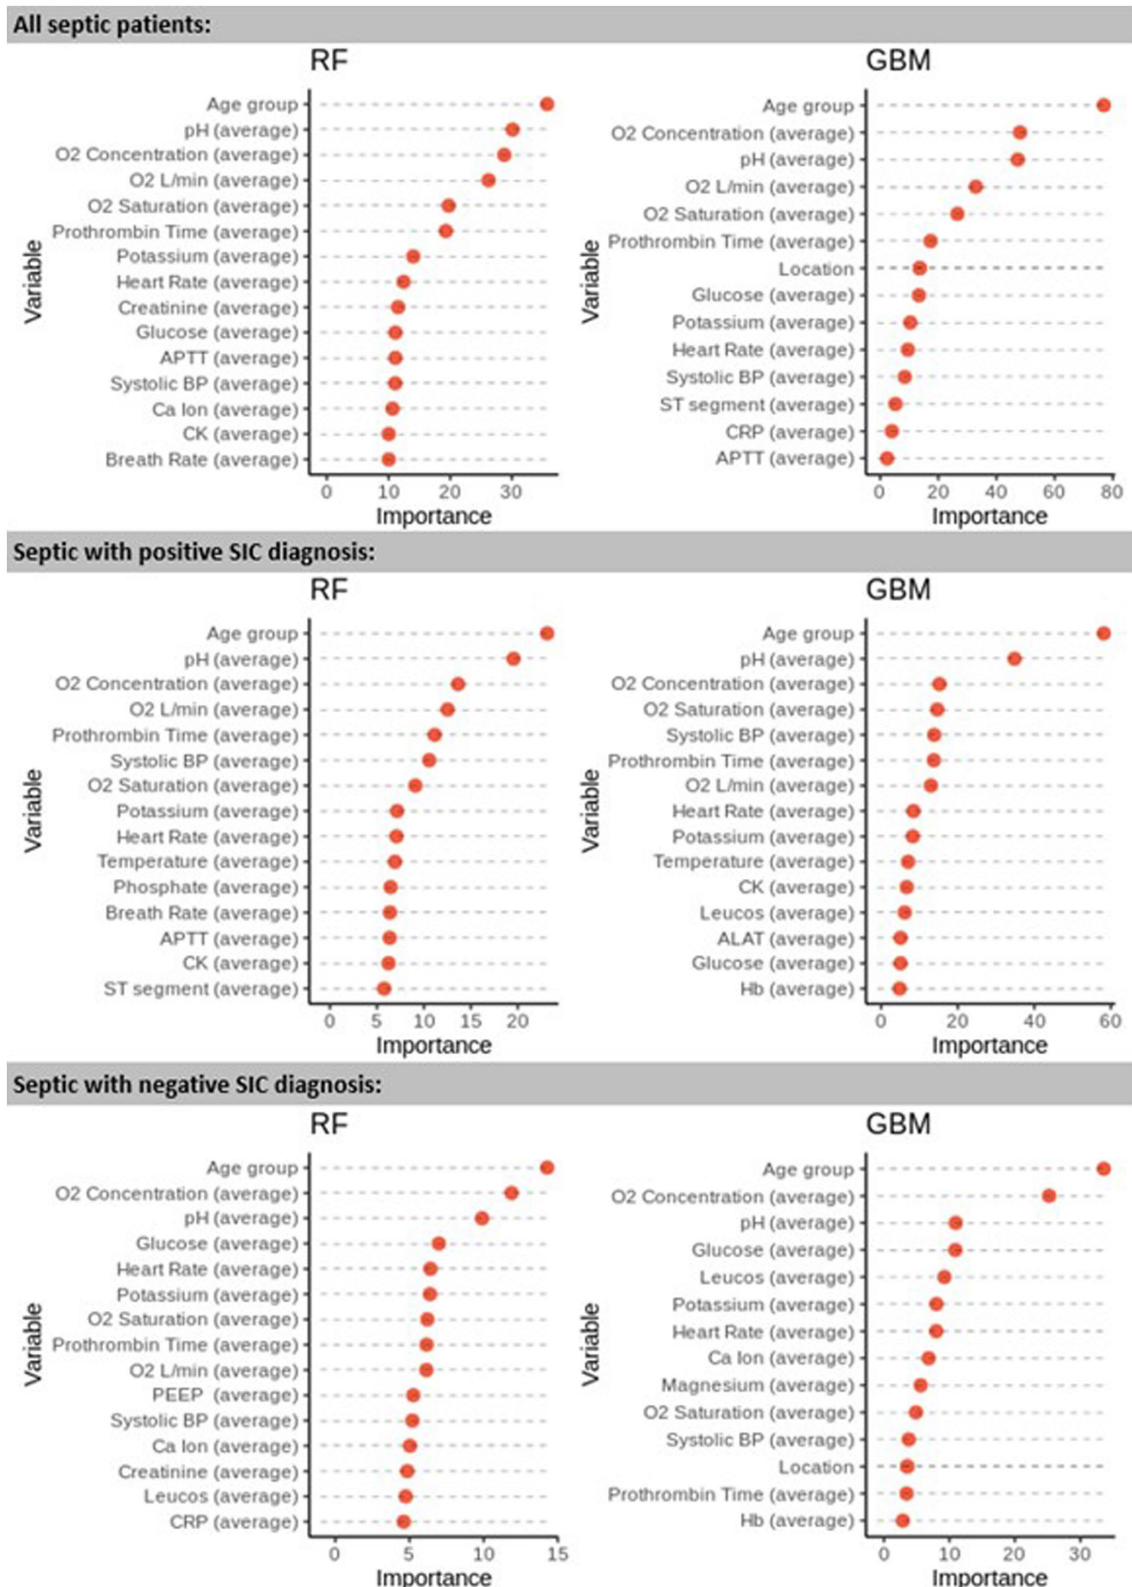 All septic patients:
RF
Variable
Age group
pH (average)
O2 Concentration (average)
O2 L/min (average)
O2 Saturation (average)
Prothrombin Time (average)
Potassium (average)
Heart Rate (average)
Creatinine (average)
Glucose (average)
APTT (average)
Systolic BP (average)
Ca Ion (average)
CK (average)
Breath Rate (average)
0 10 20 30
Importance
GBM
Variable
Age group
O2 Concentration (average)
pH (average)
O2 L/min (average)
O2 Saturation (average)
Prothrombin Time (average)
Location
Glucose (average)
Potassium (average)
Heart Rate (average)
Systolic BP (average)
ST segment (average)
CRP (average)
APTT (average)
0 20 40 60 80
Importance
Septic with positive SIC diagnosis:
RF
Variable
Age group
pH (average)
O2 Concentration (average)
O2 L/min (average)
Prothrombin Time (average)
Systolic BP (average)
O2 Saturation (average)
Potassium (average)
Heart Rate (average)
Temperature (average)
Phosphate (average)
Breath Rate (average)
APTT (average)
CK (average)
ST segment (average)
0 5 10 15 20
Importance
GBM
Variable
Age group
pH (average)
O2 Concentration (average)
O2 Saturation (average)
Systolic BP (average)
Prothrombin Time (average)
O2 L/min (average)
Heart Rate (average)
Potassium (average)
Temperature (average)
CK (average)
Leucos (average)
ALAT (average)
Glucose (average)
Hb (average)
0 20 40 60
Importance
Septic with negative SIC diagnosis:
RF
Variable
Age group
O2 Concentration (average)
pH (average)
Glucose (average)
Heart Rate (average)
Potassium (average)
O2 Saturation (average)
Prothrombin Time (average)
O2 L/min (average)
PEEP (average)
Systolic BP (average)
Ca Ion (average)
Creatinine (average)
Leucos (average)
CRP (average)
0 5 10 15
Importance
GBM
Variable
Age group
O2 Concentration (average)
pH (average)
Glucose (average)
Leucos (average)
Potassium (average)
Heart Rate (average)
Ca Ion (average)
Magnesium (average)
O2 Saturation (average)
Systolic BP (average)
Location
Prothrombin Time (average)
Hb (average)
0 10 20 30
Importance